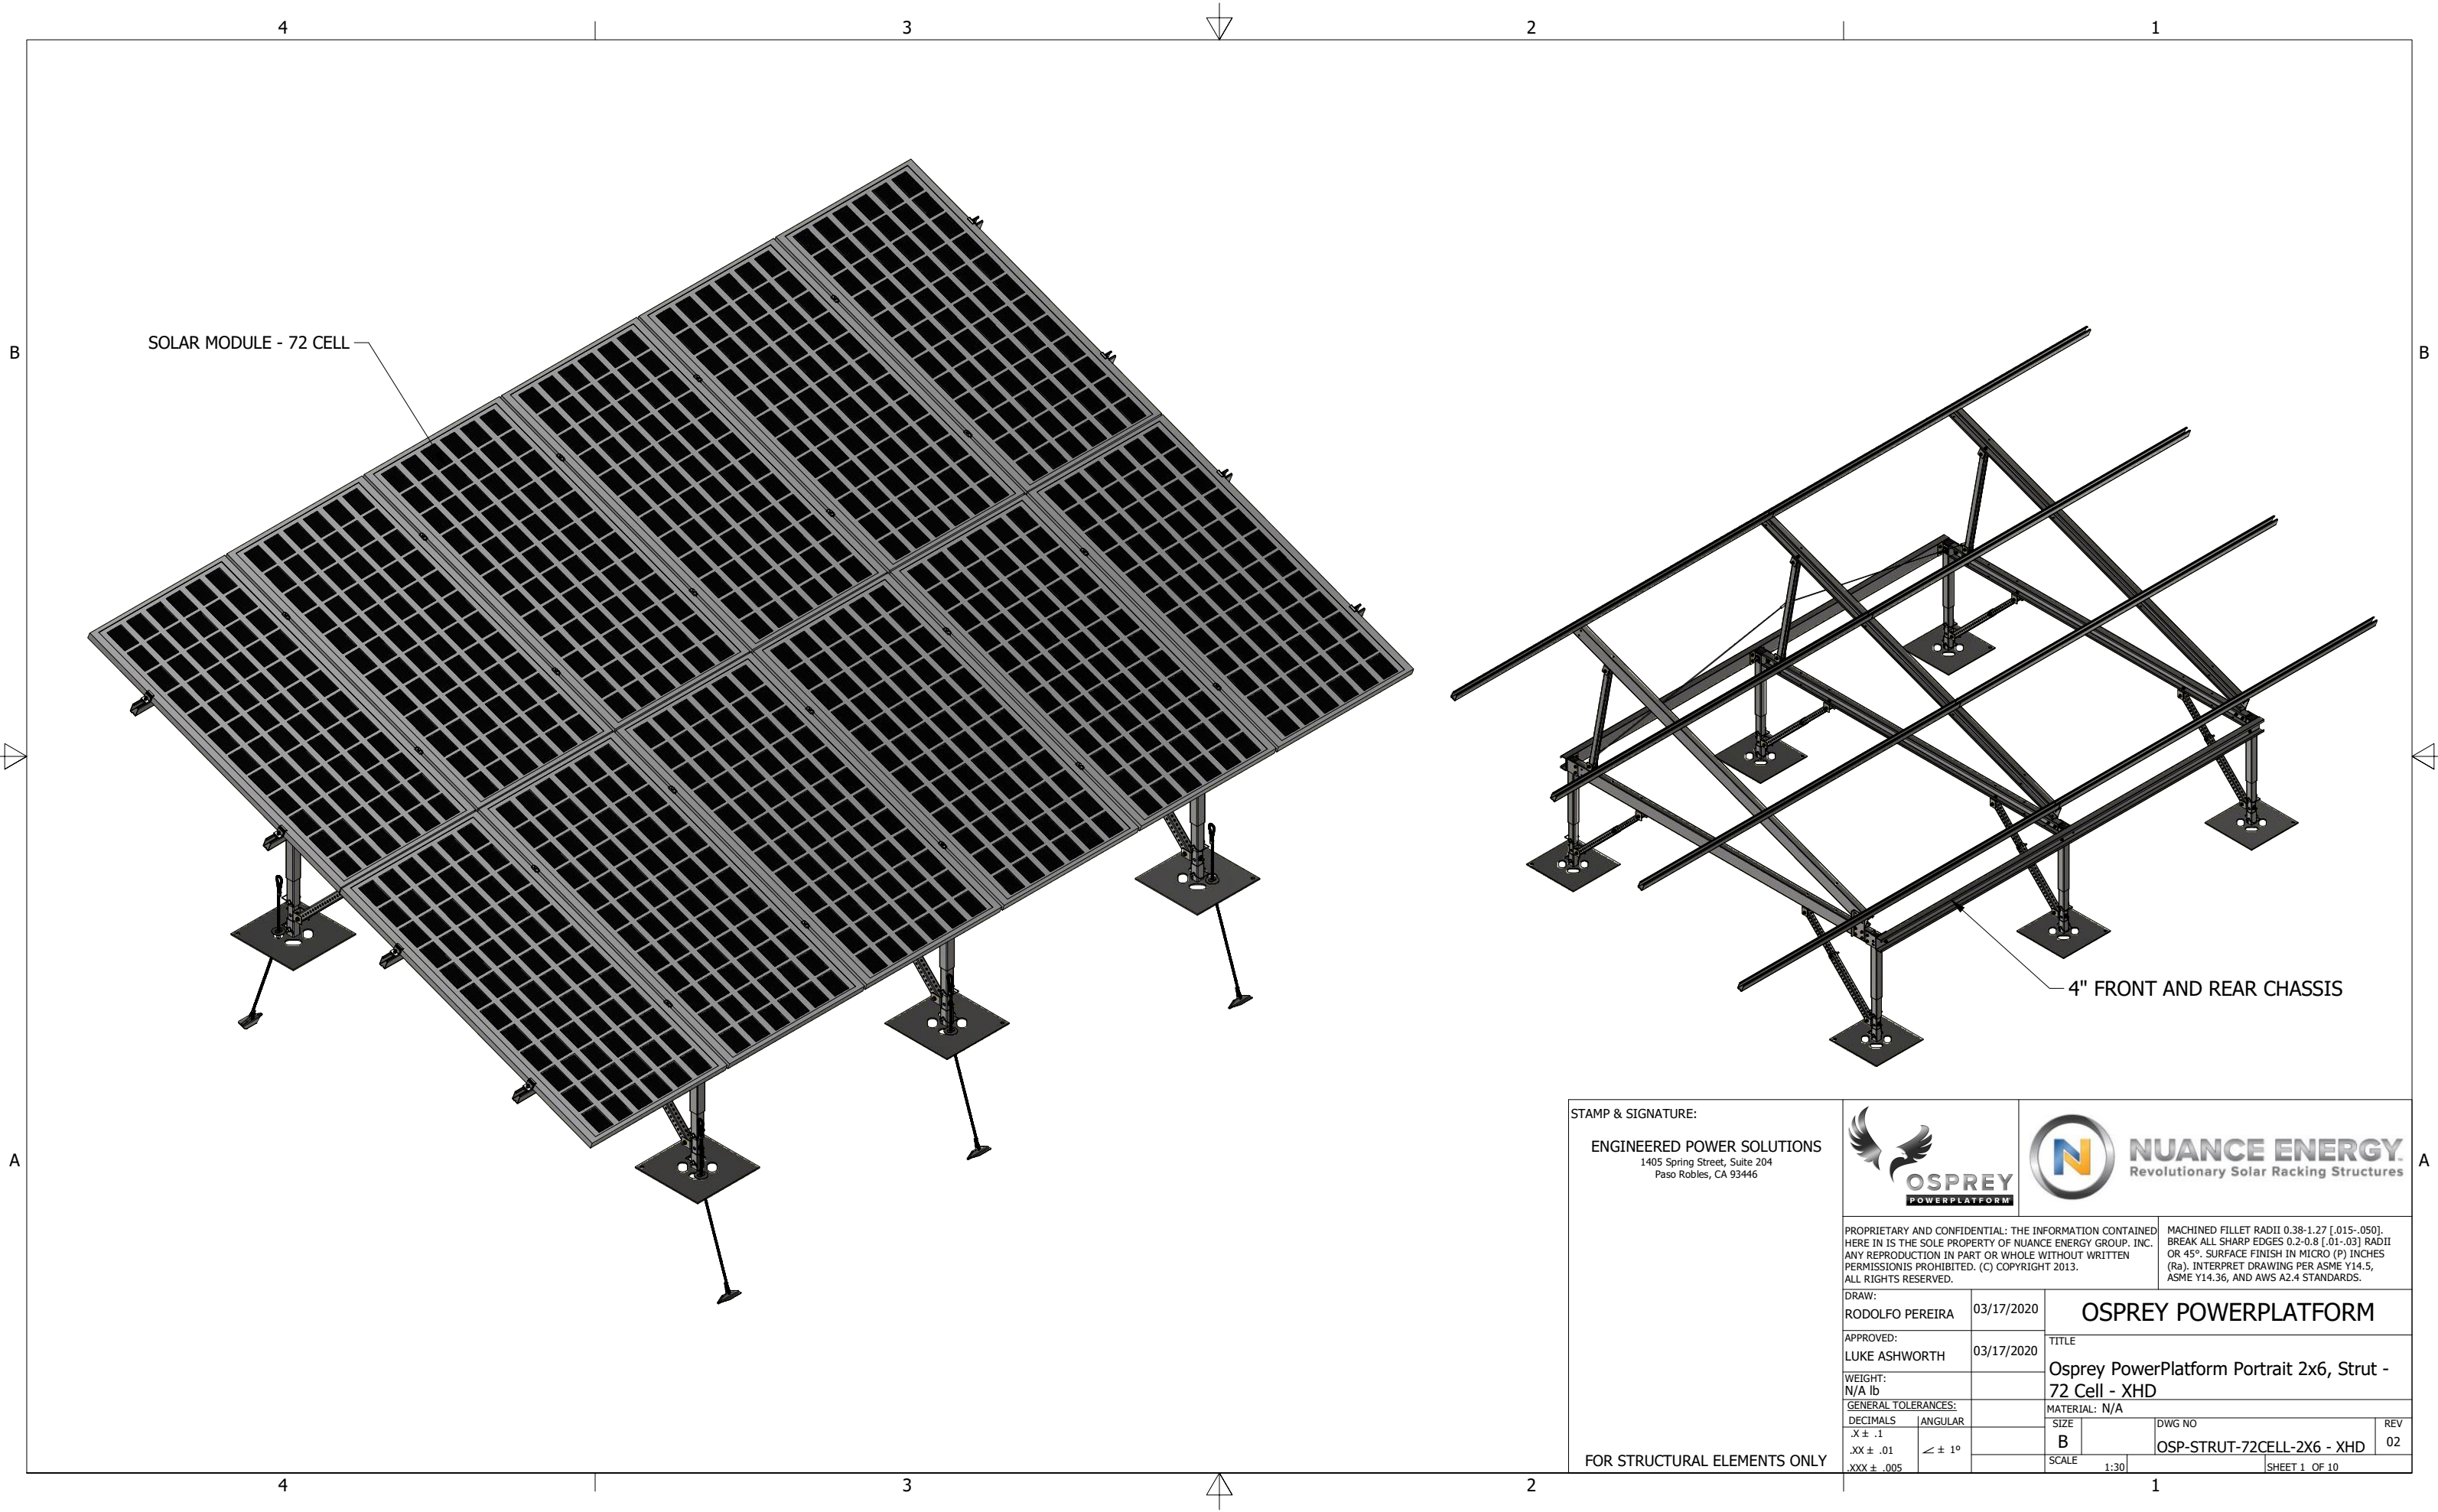 4 3 2 1
B B
SOLAR MODULE - 72 CELL
4" FRONT AND REAR CHASSIS
A A
STAMP & SIGNATURE:
ENGINEERED POWER SOLUTIONS
1405 Spring Street, Suite 204
Paso Robles, CA 93446
FOR STRUCTURAL ELEMENTS ONLY
OSPREY
POWERPLATFORM
N
NUANCE ENERGY
Revolutionary Solar Racking Structures
PROPRIETARY AND CONFIDENTIAL: THE INFORMATION CONTAINED
HERE IN IS THE SOLE PROPERTY OF NUANCE ENERGY GROUP. INC.
ANY REPRODUCTION IN PART OR WHOLE WITHOUT WRITTEN
PERMISSIONIS PROHIBITED. (C) COPYRIGHT 2013.
ALL RIGHTS RESERVED.
MACHINED FILLET RADII 0.38-1.27 [.015-.050].
BREAK ALL SHARP EDGES 0.2-0.8 [.01-.03] RADII
OR 45º. SURFACE FINISH IN MICRO (P) INCHES
(Ra). INTERPRET DRAWING PER ASME Y14.5,
ASME Y14.36, AND AWS A2.4 STANDARDS.
DRAW:
RODOLFO PEREIRA 03/17/2020
APPROVED:
LUKE ASHWORTH 03/17/2020
WEIGHT:
N/A lb
GENERAL TOLERANCES:
DECIMALS ANGULAR
.X ± .1
.XX ± .01 ∠ ± 1º
.XXX ± .005
OSPREY POWERPLATFORM
TITLE
Osprey PowerPlatform Portrait 2x6, Strut -
72 Cell - XHD
MATERIAL: N/A
SIZE DWG NO REV
B OSP-STRUT-72CELL-2X6 - XHD 02
SCALE 1:30 SHEET 1 OF 10
4 3 2 1